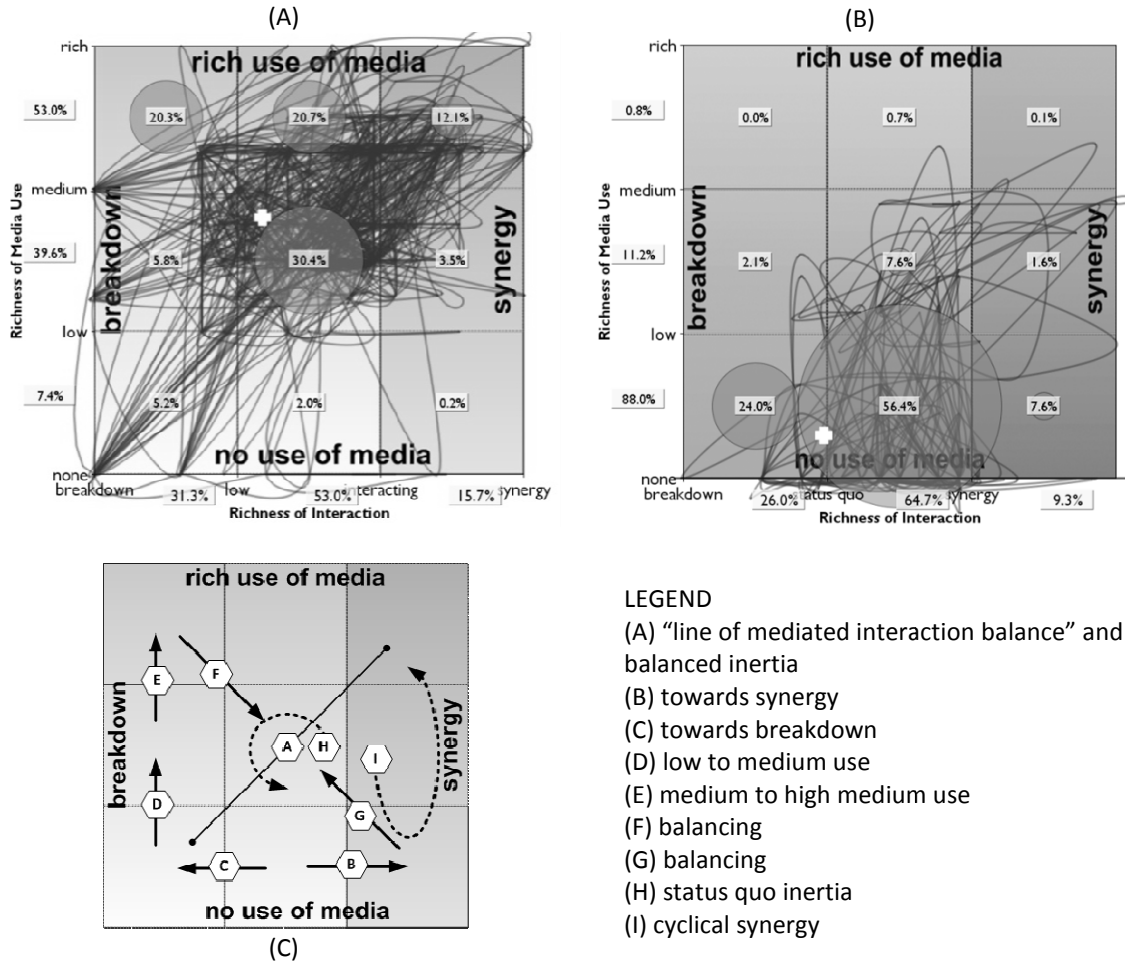 (A)
rich
rich use of media
53.0%
20.3%
20.7%
12.1%
medium
Richness of Media Use
breakdown
39.6%
5.8%
30.4%
3.5%
synergy
low
7.4%
5.2%
2.0%
0.2%
no use of media
none
breakdown
31.3%
low
53.0%
interacting
15.7%
synergy
Richness of Interaction
(B)
rich
rich use of media
0.8%
0.0%
0.7%
0.1%
medium
Richness of Media Use
breakdown
11.2%
2.1%
7.6%
1.6%
synergy
low
88.0%
24.0%
56.4%
7.6%
no use of media
none
breakdown
26.0%
status quo
64.7%
synergy
9.3%
Richness of Interaction
rich use of media
E
F
breakdown
A
H
I
synergy
D
G
C
B
no use of media
(C)
LEGEND
(A) “line of mediated interaction balance” and
balanced inertia
(B) towards synergy
(C) towards breakdown
(D) low to medium use
(E) medium to high medium use
(F) balancing
(G) balancing
(H) status quo inertia
(I) cyclical synergy